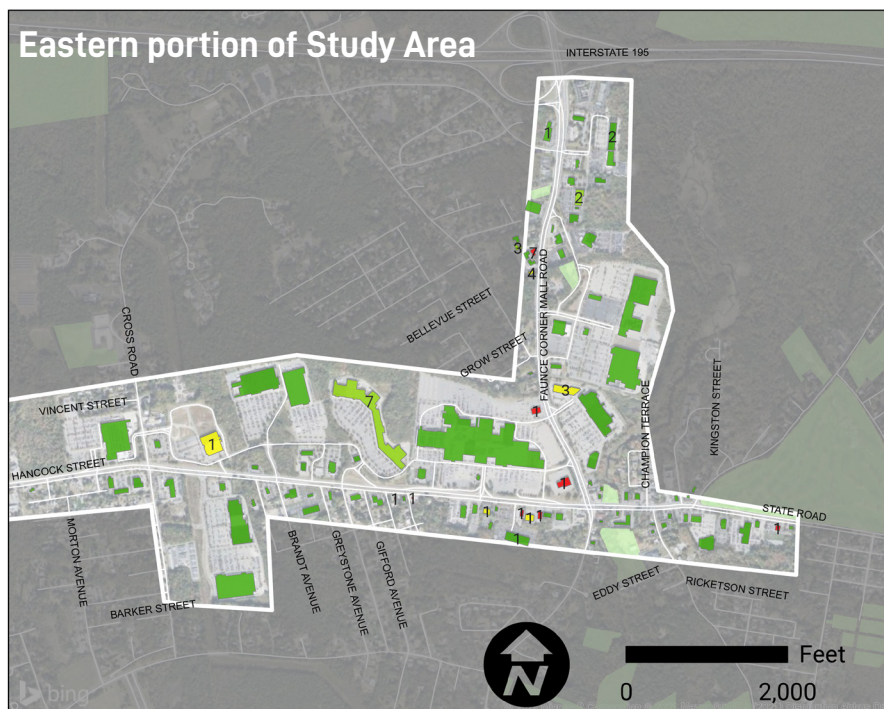 Eastern portion of Study Area
INTERSTATE 195
1
2
2
3
7
4
FAUNCE CORNER MALL ROAD
BELLEVUE STREET
CROSS ROAD
GROW STREET
VINCENT STREET
7
3
1
CHAMPION TERRACE
KINGSTON STREET
1
HANCOCK STREET
1
1
1
1
1
1
1
1
1
STATE ROAD
MORTON AVENUE
BRANDT AVENUE
GREYSTONE AVENUE
GIFFORD AVENUE
EDDY STREET
RICKETSON STREET
BARKER STREET
N
Feet
0
2,000
bing